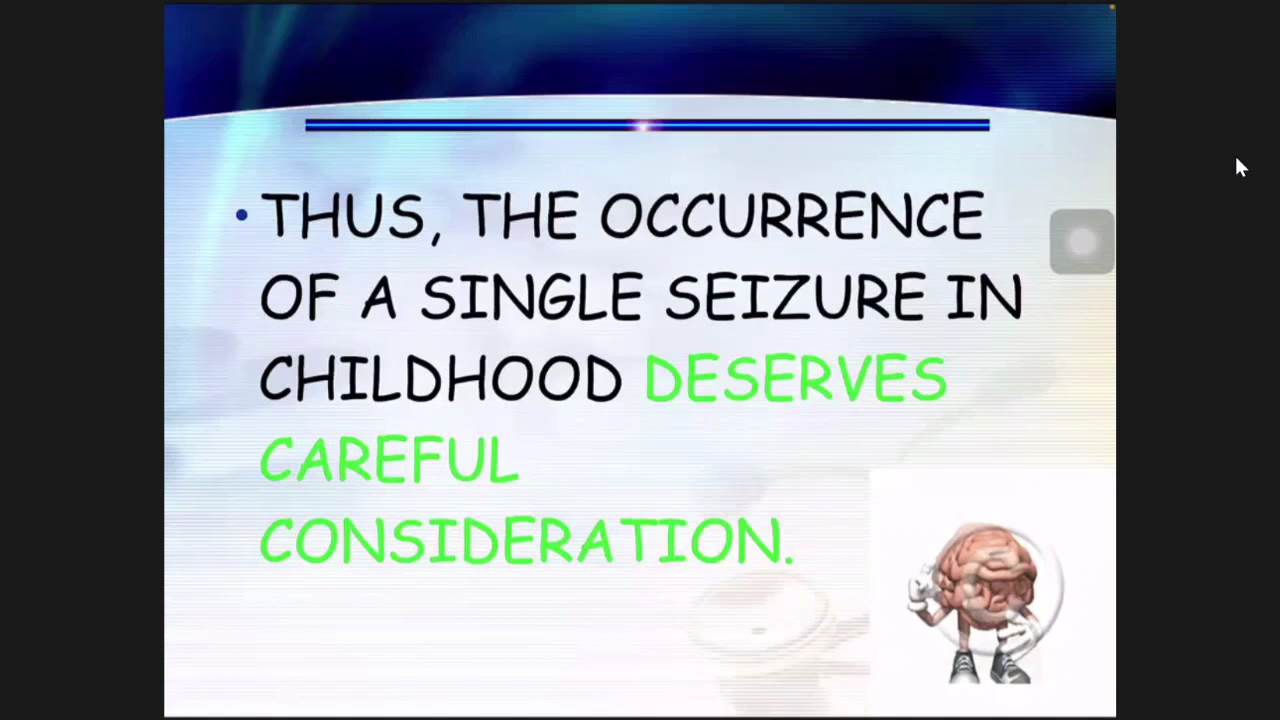 • THUS, THE OCCURRENCE
OF A SINGLE SEIZURE IN
CHILDHOOD DESERVES
CAREFUL
CONSIDERATION.